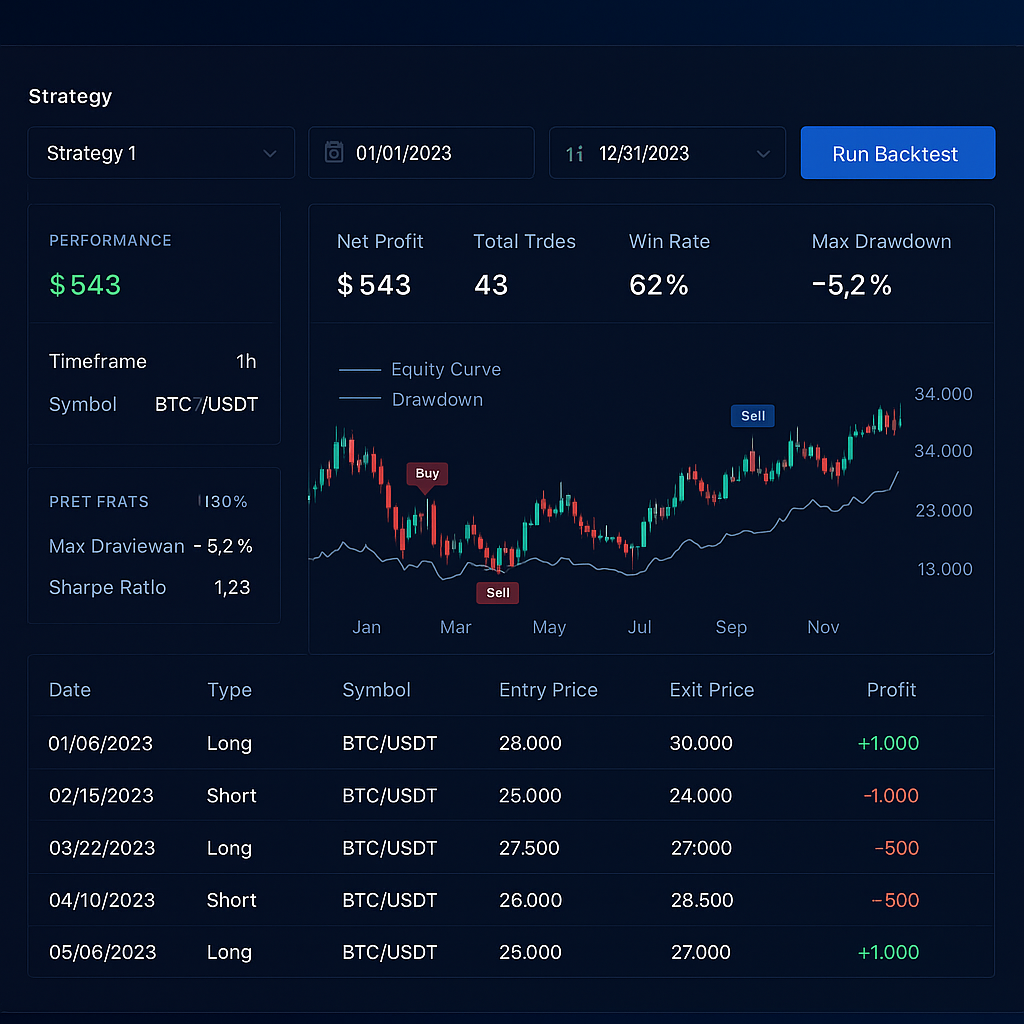 Strategy
Strategy 1
01/01/2023
12/31/2023
Run Backtest
PERFORMANCE
$543
Timeframe 1h
Symbol BTC/USDT
PRET FRATS 130%
Max Draviewan -5,2%
Sharpe Ratlo 1,23
Net Profit Total Trdes Win Rate Max Drawdown
$543 43 62% -5,2%
Equity Curve
Drawdown
34.000
34.000
23.000
13.000
Buy
Sell
Sell
Jan Mar May Jul Sep Nov
Date Type Symbol Entry Price Exit Price Profit
01/06/2023 Long BTC/USDT 28.000 30.000 +1.000
02/15/2023 Short BTC/USDT 25.000 24.000 -1.000
03/22/2023 Long BTC/USDT 27.500 27:000 -500
04/10/2023 Short BTC/USDT 26.000 28.500 -500
05/06/2023 Long BTC/USDT 25.000 27.000 +1.000